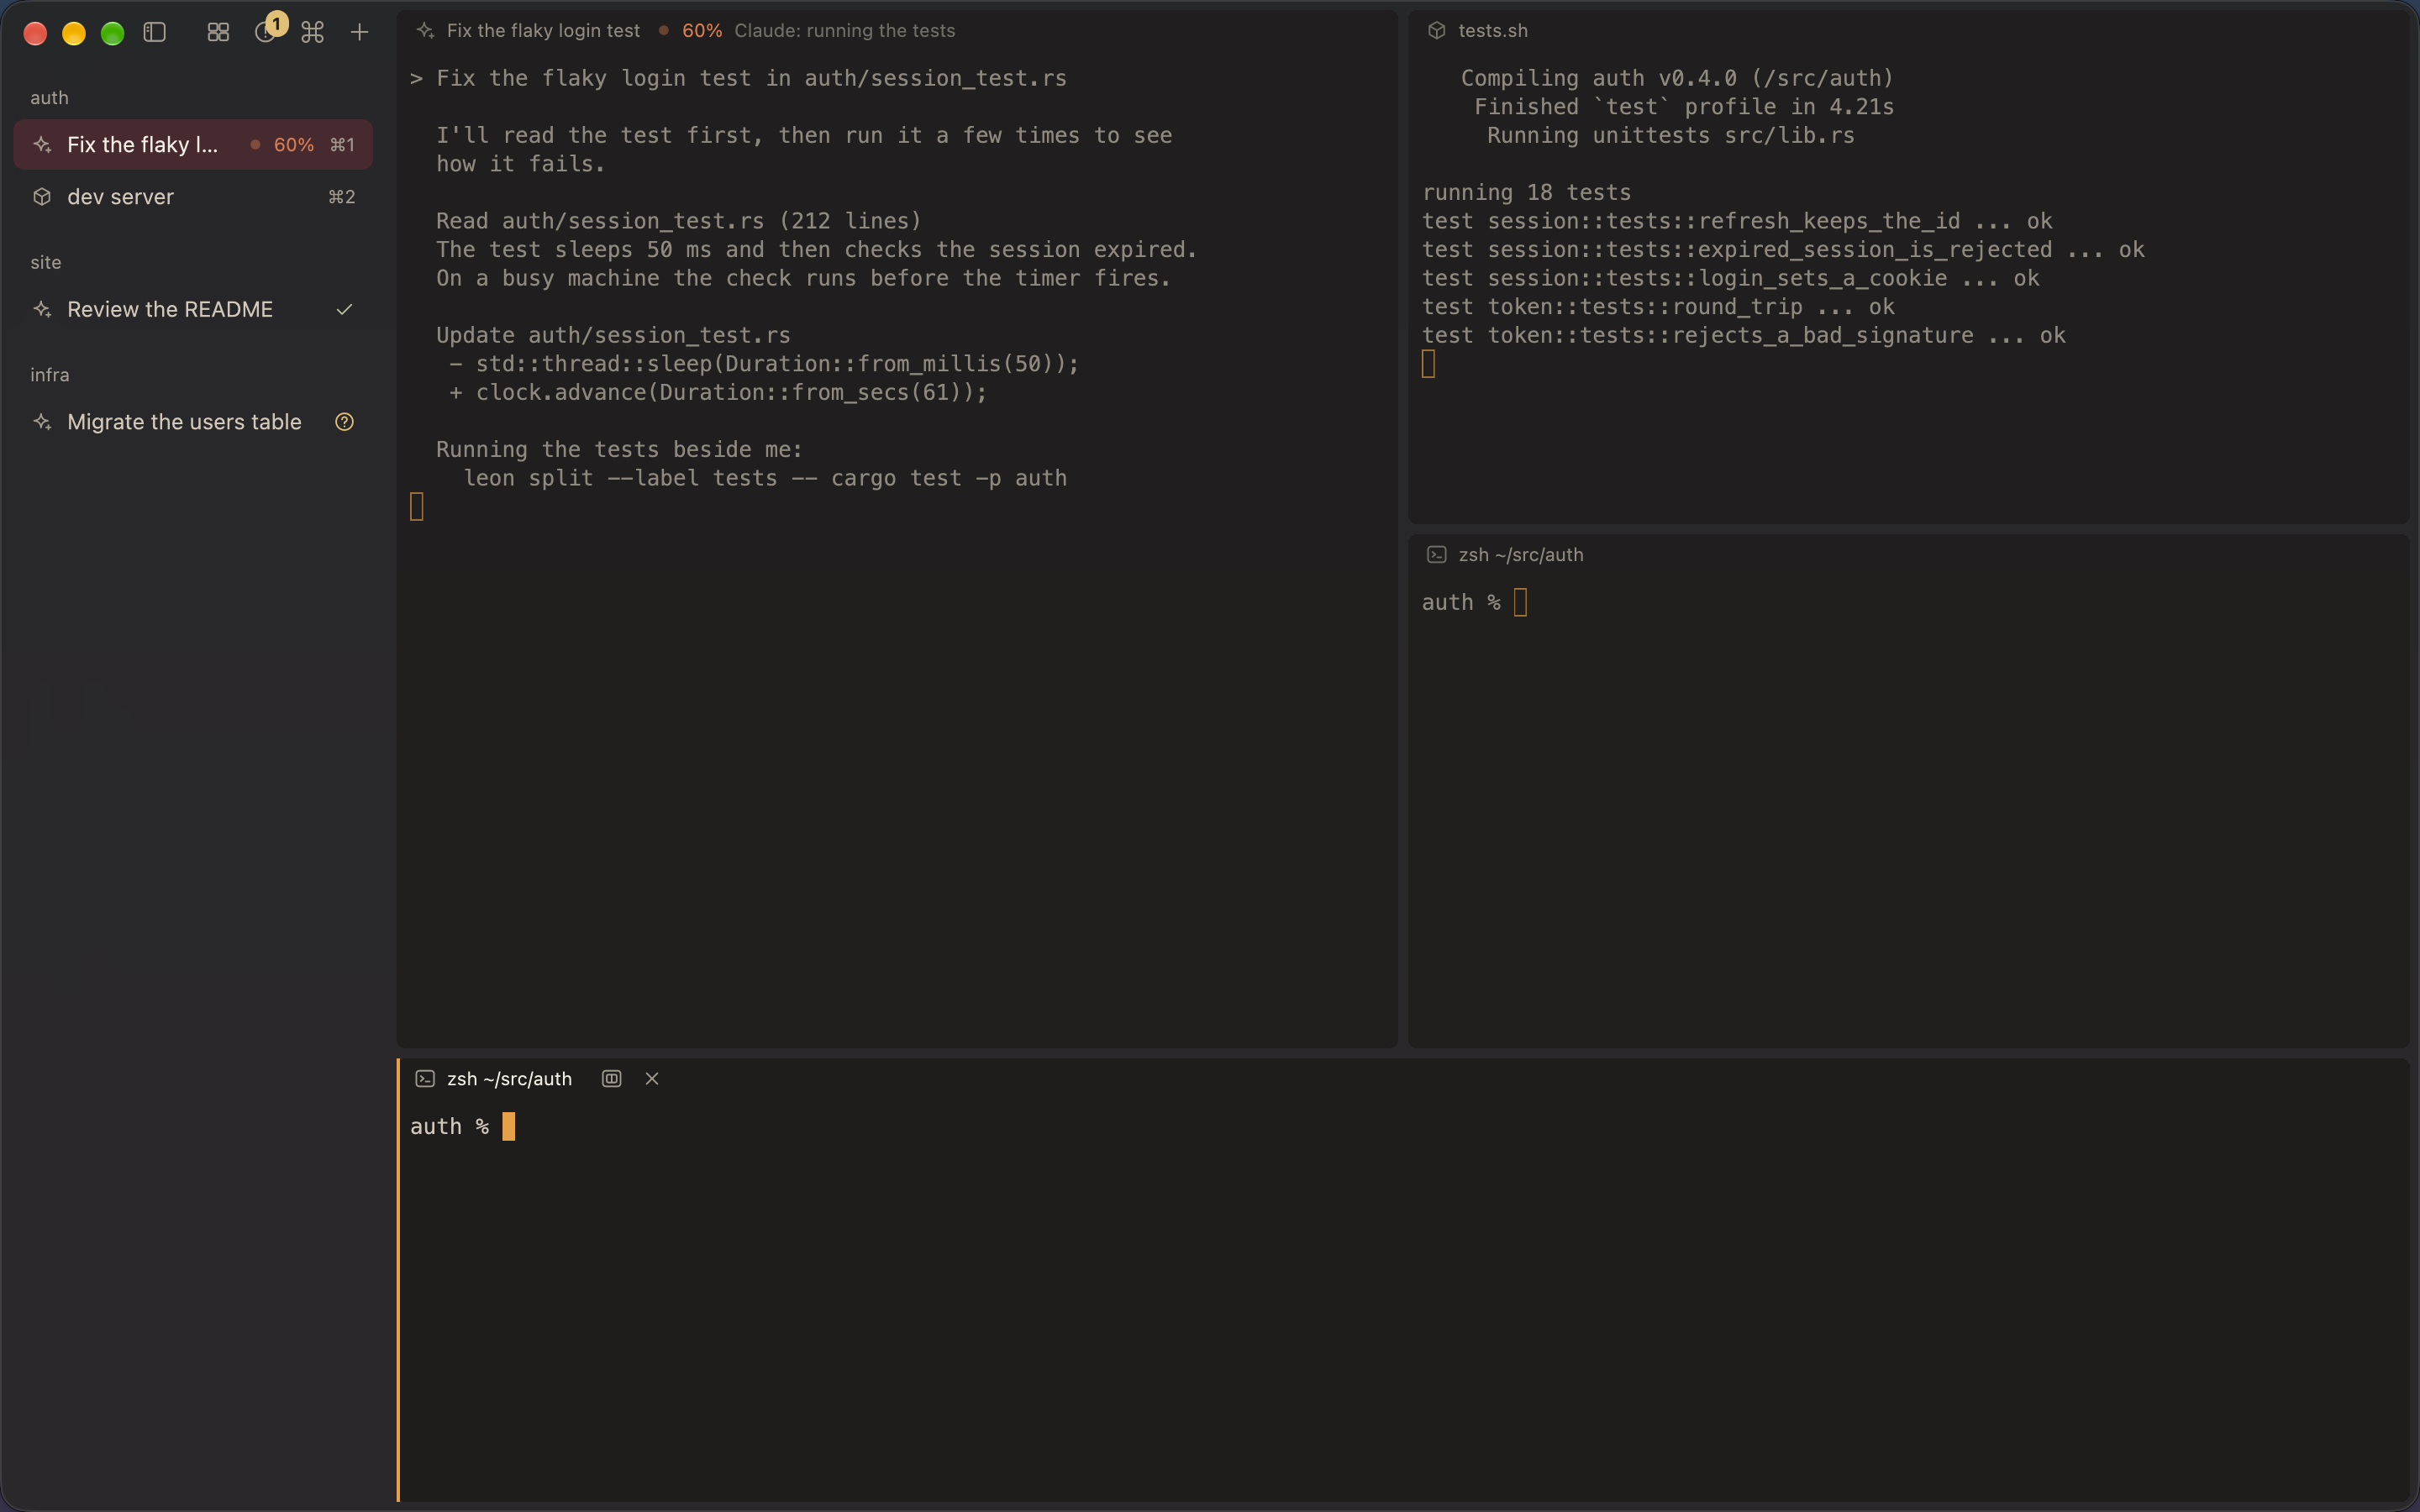 1
auth
Fix the flaky l... 60% ⌘1
dev server ⌘2
site
Review the README
infra
Migrate the users table
Fix the flaky login test 60% Claude: running the tests
> Fix the flaky login test in auth/session_test.rs
I'll read the test first, then run it a few times to see
how it fails.
Read auth/session_test.rs (212 lines)
The test sleeps 50 ms and then checks the session expired.
On a busy machine the check runs before the timer fires.
Update auth/session_test.rs
- std::thread::sleep(Duration::from_millis(50));
+ clock.advance(Duration::from_secs(61));
Running the tests beside me:
leon split --label tests -- cargo test -p auth
tests.sh
Compiling auth v0.4.0 (/src/auth)
Finished `test` profile in 4.21s
Running unittests src/lib.rs
running 18 tests
test session::tests::refresh_keeps_the_id ... ok
test session::tests::expired_session_is_rejected ... ok
test session::tests::login_sets_a_cookie ... ok
test token::tests::round_trip ... ok
test token::tests::rejects_a_bad_signature ... ok
zsh ~/src/auth
auth %
zsh ~/src/auth
auth %